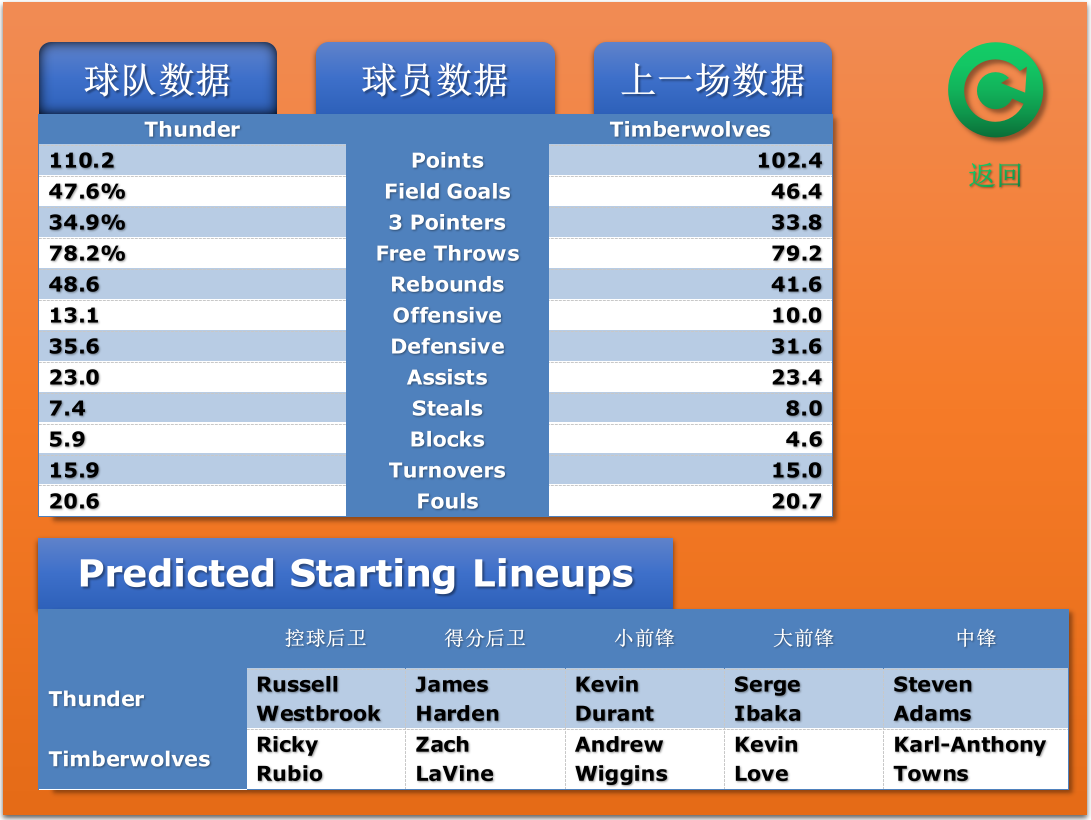 球队数据 球员数据 上一场数据
返回
Thunder Timberwolves
110.2 Points 102.4
47.6% Field Goals 46.4
34.9% 3 Pointers 33.8
78.2% Free Throws 79.2
48.6 Rebounds 41.6
13.1 Offensive 10.0
35.6 Defensive 31.6
23.0 Assists 23.4
7.4 Steals 8.0
5.9 Blocks 4.6
15.9 Turnovers 15.0
20.6 Fouls 20.7
Predicted Starting Lineups
控球后卫 得分后卫 小前锋 大前锋 中锋
Thunder
Russell James Kevin Serge Steven
Westbrook Harden Durant Ibaka Adams
Timberwolves
Ricky Zach Andrew Kevin Karl-Anthony
Rubio LaVine Wiggins Love Towns